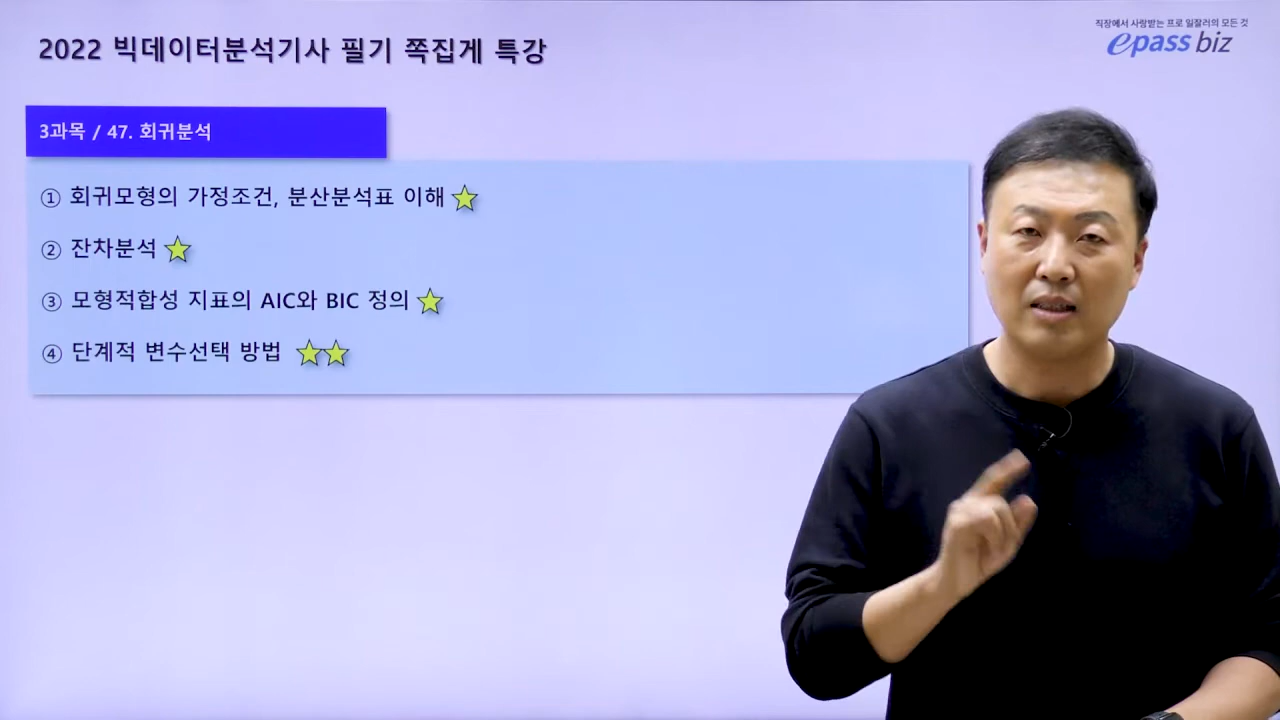 2022 빅데이터분석기사 필기 쪽집게 특강
직장에서 사랑받는 프로 일잘러의 모든 것
epass biz
3과목 / 47. 회귀분석
① 회귀모형의 가정조건, 분산분석표 이해
② 잔차분석
③ 모형적합성 지표의 AIC와 BIC 정의
④ 단계적 변수선택 방법